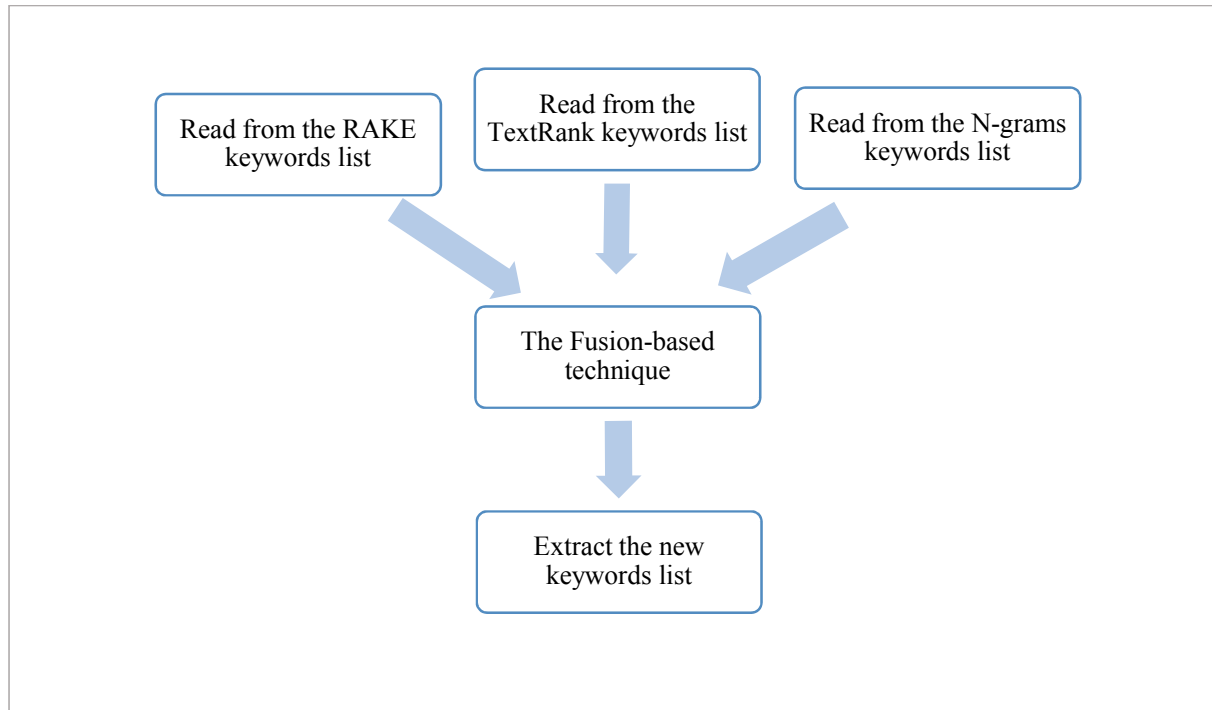 Read from the RAKE
keywords list
Read from the
TextRank keywords list
Read from the N-grams
keywords list
The Fusion-based
technique
Extract the new
keywords list